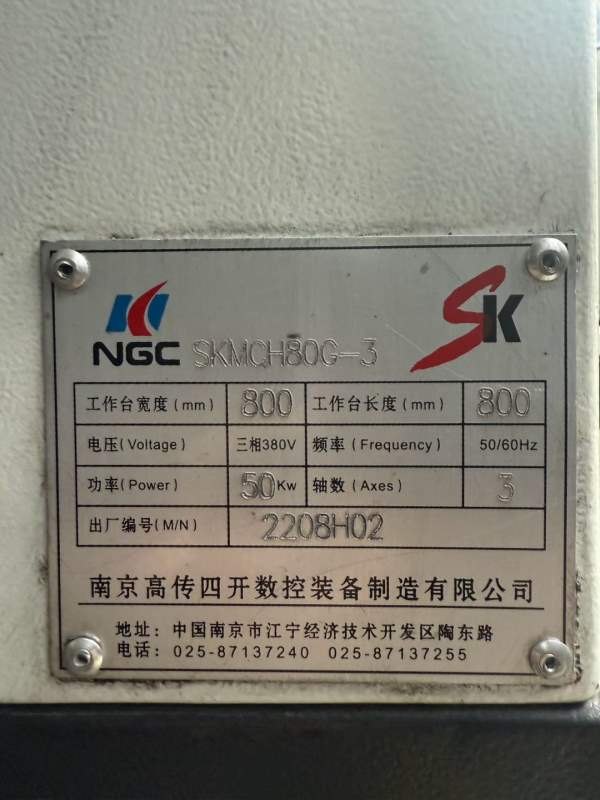 NGC SKMCH80G-3 SK
工作台宽度(mm) 800 工作台长度(mm) 800
电压(Voltage) 三相380V 频率(Frequency) 50/60Hz
功率(Power) 50Kw 轴数(Axes) 3
出厂编号(M/N) 2208H02
南京高传四开数控装备制造有限公司
地址: 中国南京市江宁经济技术开发区陶东路
电话: 025-87137240 025-87137255